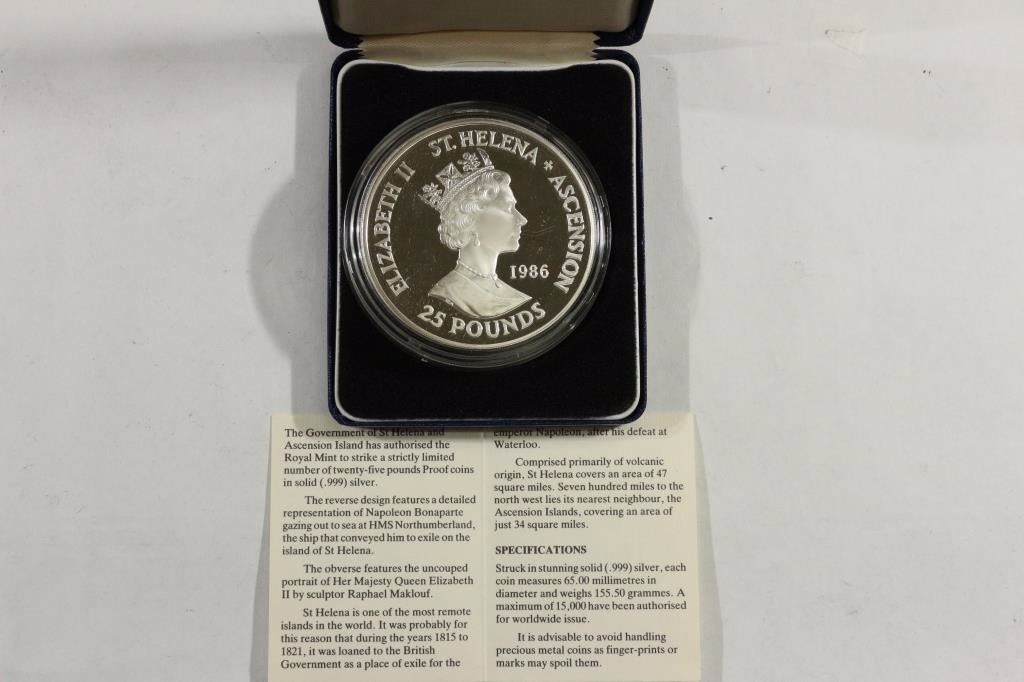 ELIZABETH II ST. HELENA + ASCENSION
1986
25 POUNDS
The Government of St Helena and
Ascension Island has authorised the
Royal Mint to strike a strictly limited
number of twenty-five pounds Proof coins
in solid (.999) silver.
The reverse design features a detailed
representation of Napoleon Bonaparte
gazing out to sea at HMS Northumberland,
the ship that conveyed him to exile on the
island of St Helena.
The obverse features the uncouped
portrait of Her Majesty Queen Elizabeth
II by sculptor Raphael Maklouf.
St Helena is one of the most remote
islands in the world. It was probably for
this reason that during the years 1815 to
1821, it was loaned to the British
Government as a place of exile for the
emperor Napoleon, after his defeat at
Waterloo.
Comprised primarily of volcanic
origin, St Helena covers an area of 47
square miles. Seven hundred miles to the
north west lies its nearest neighbour, the
Ascension Islands, covering an area of
just 34 square miles.
SPECIFICATIONS
Struck in stunning solid (.999) silver, each
coin measures 65.00 millimetres in
diameter and weighs 155.50 grammes. A
maximum of 15,000 have been authorised
for worldwide issue.
It is advisable to avoid handling
precious metal coins as finger-prints or
marks may spoil them.